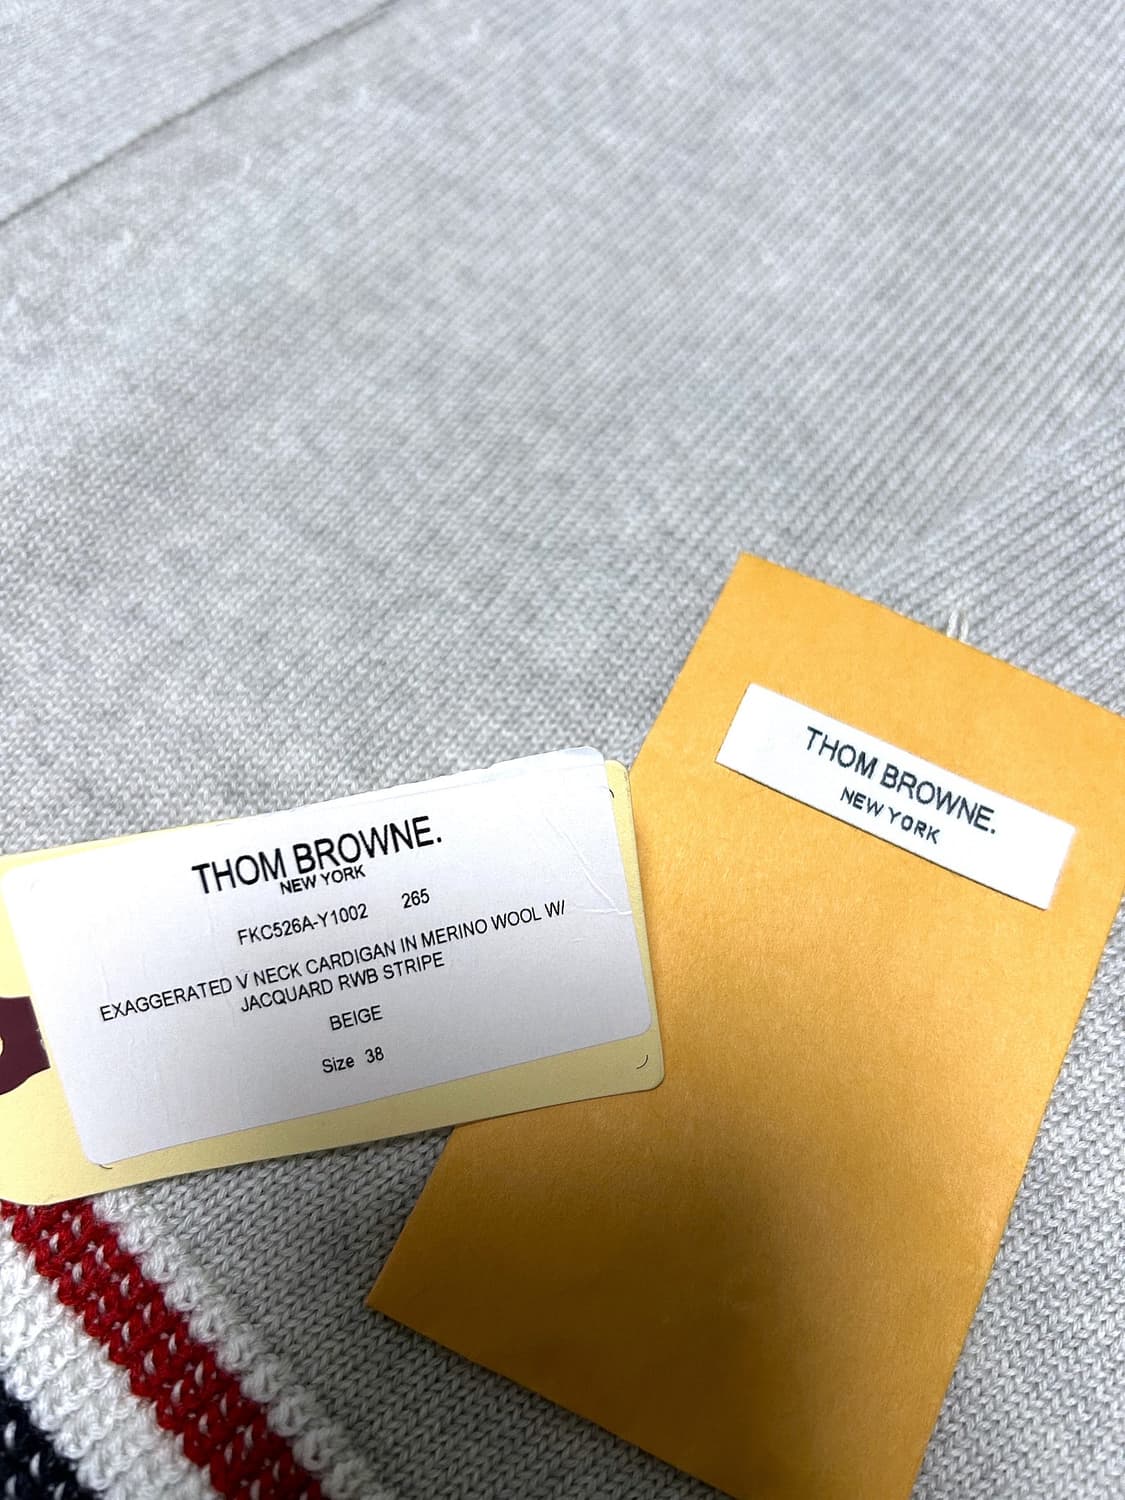 THOM BROWNE.
NEW YORK
THOM BROWNE.
NEW YORK
FKC526A-Y1002 265
EXAGGERATED V NECK CARDIGAN IN MERINO WOOL W/
JACQUARD RWB STRIPE
BEIGE
Size 38